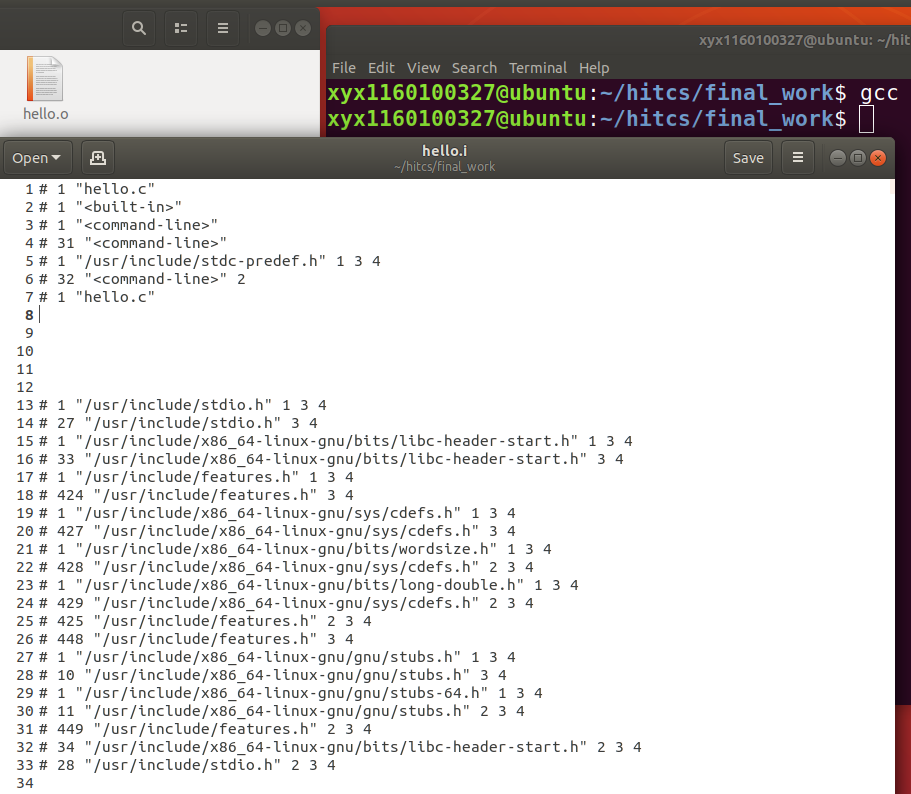 hello.o
xyx1160100327@ubuntu: ~/hit
File Edit View Search Terminal Help
xyx1160100327@ubuntu:~/hitcs/final_work$ gcc
xyx1160100327@ubuntu:~/hitcs/final_work$
Open
hello.i
~/hitcs/final_work
Save
1 # 1 "hello.c"
2 # 1 "<built-in>"
3 # 1 "<command-line>"
4 # 31 "<command-line>"
5 # 1 "/usr/include/stdc-predef.h" 1 3 4
6 # 32 "<command-line>" 2
7 # 1 "hello.c"
8
9
10
11
12
13 # 1 "/usr/include/stdio.h" 1 3 4
14 # 27 "/usr/include/stdio.h" 3 4
15 # 1 "/usr/include/x86_64-linux-gnu/bits/libc-header-start.h" 1 3 4
16 # 33 "/usr/include/x86_64-linux-gnu/bits/libc-header-start.h" 3 4
17 # 1 "/usr/include/features.h" 1 3 4
18 # 424 "/usr/include/features.h" 3 4
19 # 1 "/usr/include/x86_64-linux-gnu/sys/cdefs.h" 1 3 4
20 # 427 "/usr/include/x86_64-linux-gnu/sys/cdefs.h" 3 4
21 # 1 "/usr/include/x86_64-linux-gnu/bits/wordsize.h" 1 3 4
22 # 428 "/usr/include/x86_64-linux-gnu/sys/cdefs.h" 2 3 4
23 # 1 "/usr/include/x86_64-linux-gnu/bits/long-double.h" 1 3 4
24 # 429 "/usr/include/x86_64-linux-gnu/sys/cdefs.h" 2 3 4
25 # 425 "/usr/include/features.h" 2 3 4
26 # 448 "/usr/include/features.h" 3 4
27 # 1 "/usr/include/x86_64-linux-gnu/gnu/stubs.h" 1 3 4
28 # 10 "/usr/include/x86_64-linux-gnu/gnu/stubs.h" 3 4
29 # 1 "/usr/include/x86_64-linux-gnu/gnu/stubs-64.h" 1 3 4
30 # 11 "/usr/include/x86_64-linux-gnu/gnu/stubs.h" 2 3 4
31 # 449 "/usr/include/features.h" 2 3 4
32 # 34 "/usr/include/x86_64-linux-gnu/bits/libc-header-start.h" 2 3 4
33 # 28 "/usr/include/stdio.h" 2 3 4
34